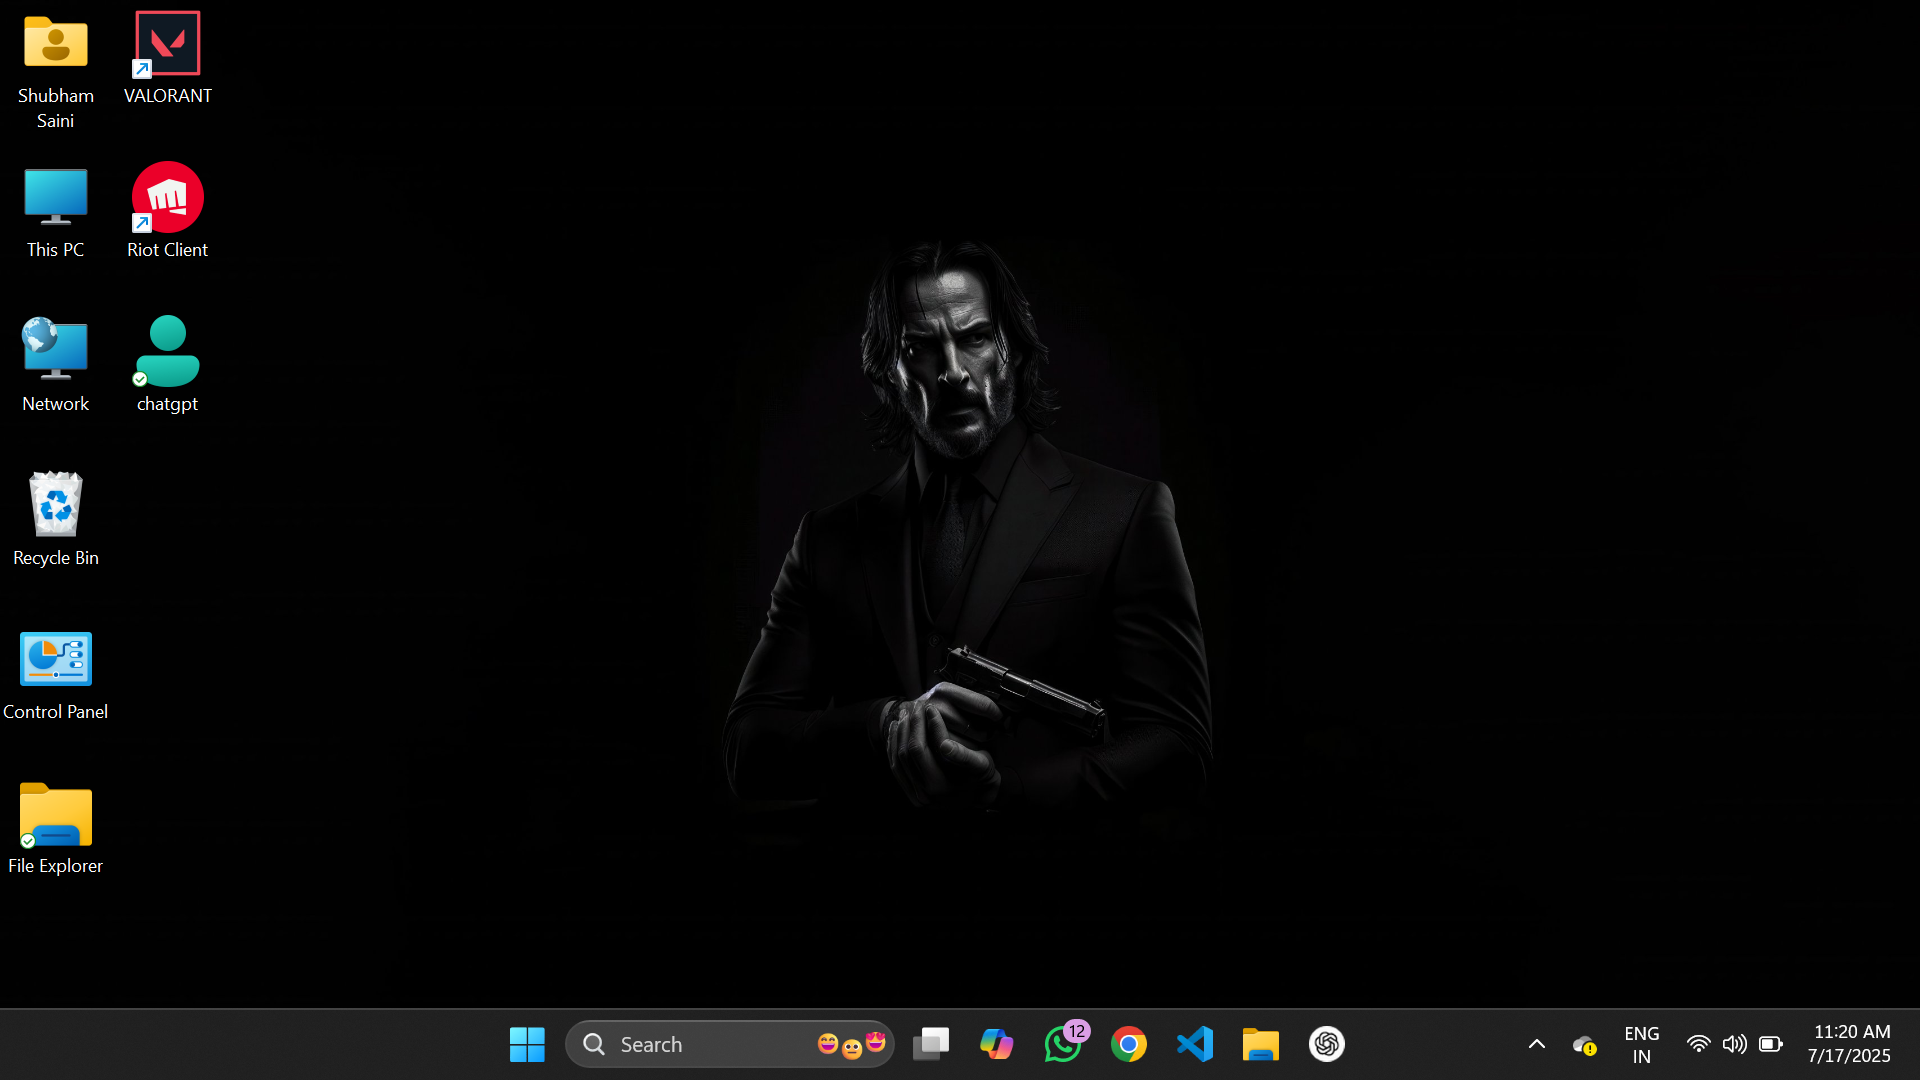 Shubham
Saini
VALORANT
This PC
Riot Client
Network
chatgpt
Recycle Bin
Control Panel
File Explorer
Search
12
ENG
IN
11:20 AM
7/17/2025